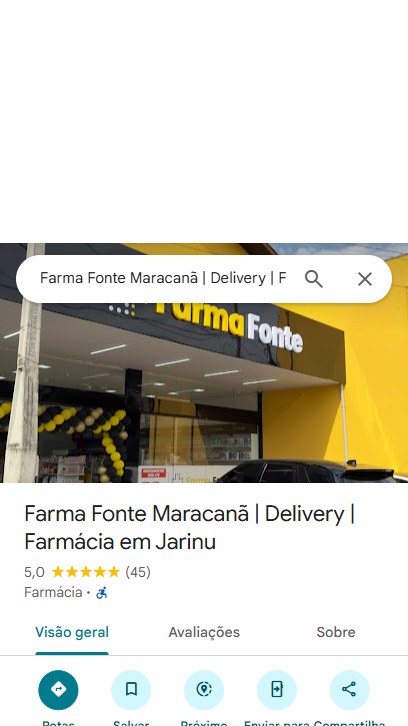 Farma Fonte Maracanã | Delivery | F
Farma Fonte
Farma Fonte Maracanã | Delivery |
Farmácia em Jarinu
5,0 (45)
Farmácia ·
Visão geral Avaliações Sobre
Rotas Salvar Próximo Enviar para Compartilha